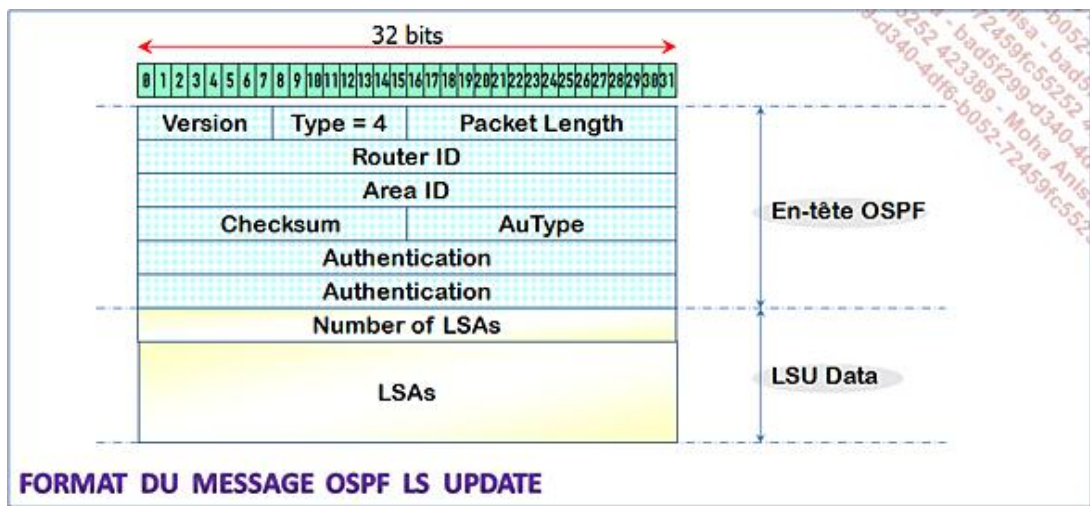 32 bits
0 1 2 3 4 5 6 7 8 9 10 11 12 13 14 15 16 17 18 19 20 21 22 23 24 25 26 27 28 29 30 31
Version Type = 4 Packet Length
Router ID
Area ID
Checksum AuType
Authentication
Authentication
Number of LSAs
LSAs
En-tête OSPF
LSU Data
FORMAT DU MESSAGE OSPF LS UPDATE